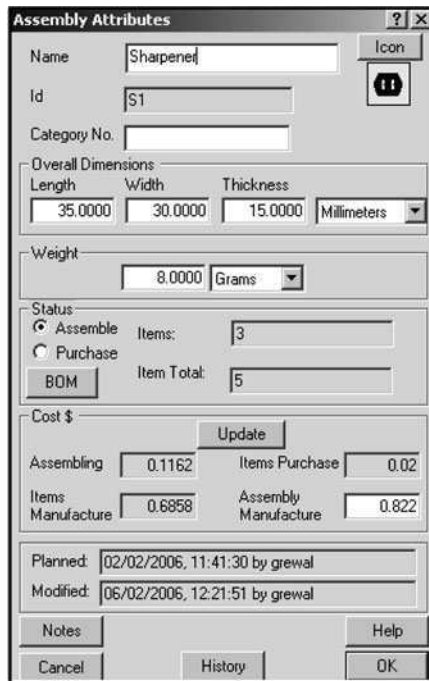 Assembly Attributes ? X
Name Sharpener Icon
Id S1
Category No.
Overall Dimensions
Length Width Thickness
35.0000 30.0000 15.0000 Millimeters
Weight
8.0000 Grams
Status
Assemble Items: 3
Purchase
BOM Item Total: 5
Cost $
Update
Assembling 0.1162 Items Purchase 0.02
Items Manufacture 0.6858 Assembly Manufacture 0.822
Planned: 02/02/2006, 11:41:30 by grewal
Modified: 06/02/2006, 12:21:51 by grewal
Notes Help
Cancel History OK